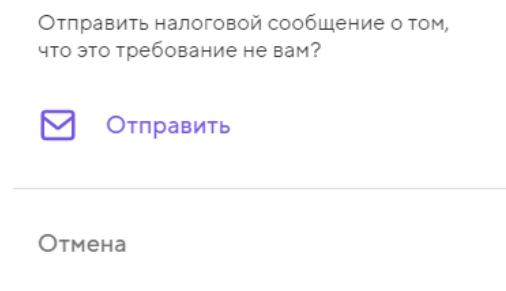 Отправить налоговой сообщение о том,
что это требование не вам?
Отправить
Отмена